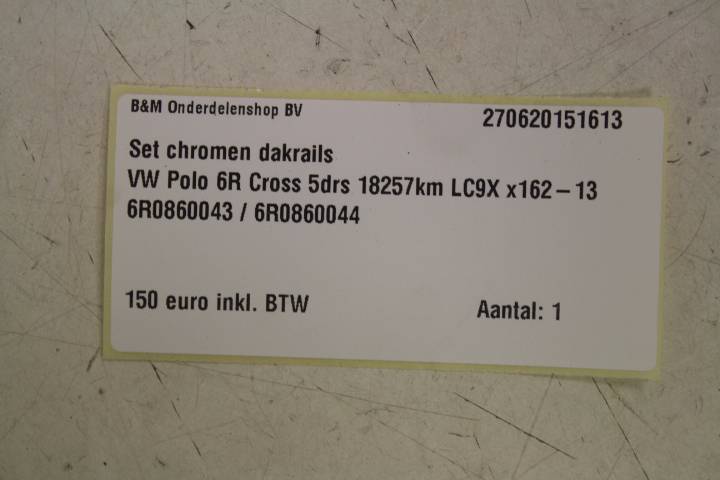 B&M Onderdelenshop BV
270620151613
Set chromen dakrails
VW Polo 6R Cross 5drs 18257km LC9X x162-13
6R0860043 / 6R0860044
150 euro inkl. BTW
Aantal: 1